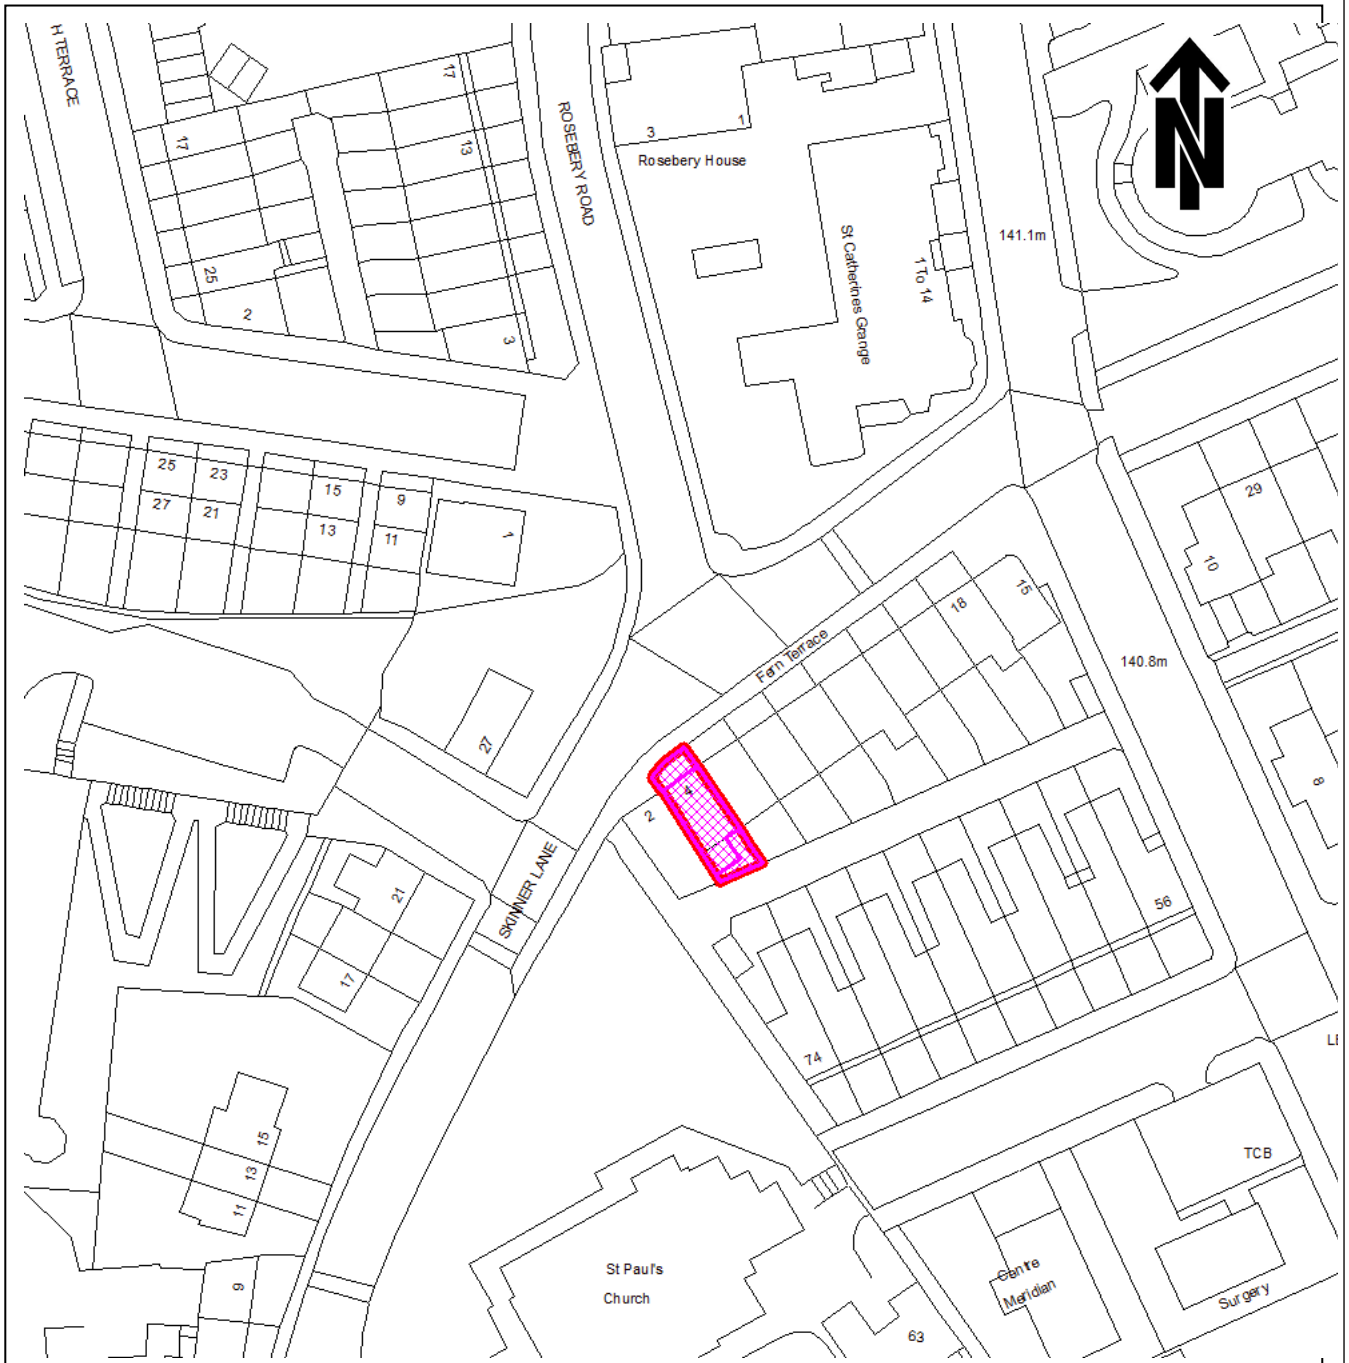 H TERRACE
N
17
17
13
25
2
3
ROSEBERY ROAD
3
1
Rosebery House
St Catherines Grange
1 To 14
141.1m
25
23
15
9
27
21
13
11
1
29
10
18
15
Fern Terrace
140.8m
8
27
4
2
SKINNER LANE
21
17
56
74
15
13
11
9
TCB
St Paul's
Church
Centre
Meridian
Surgery
63